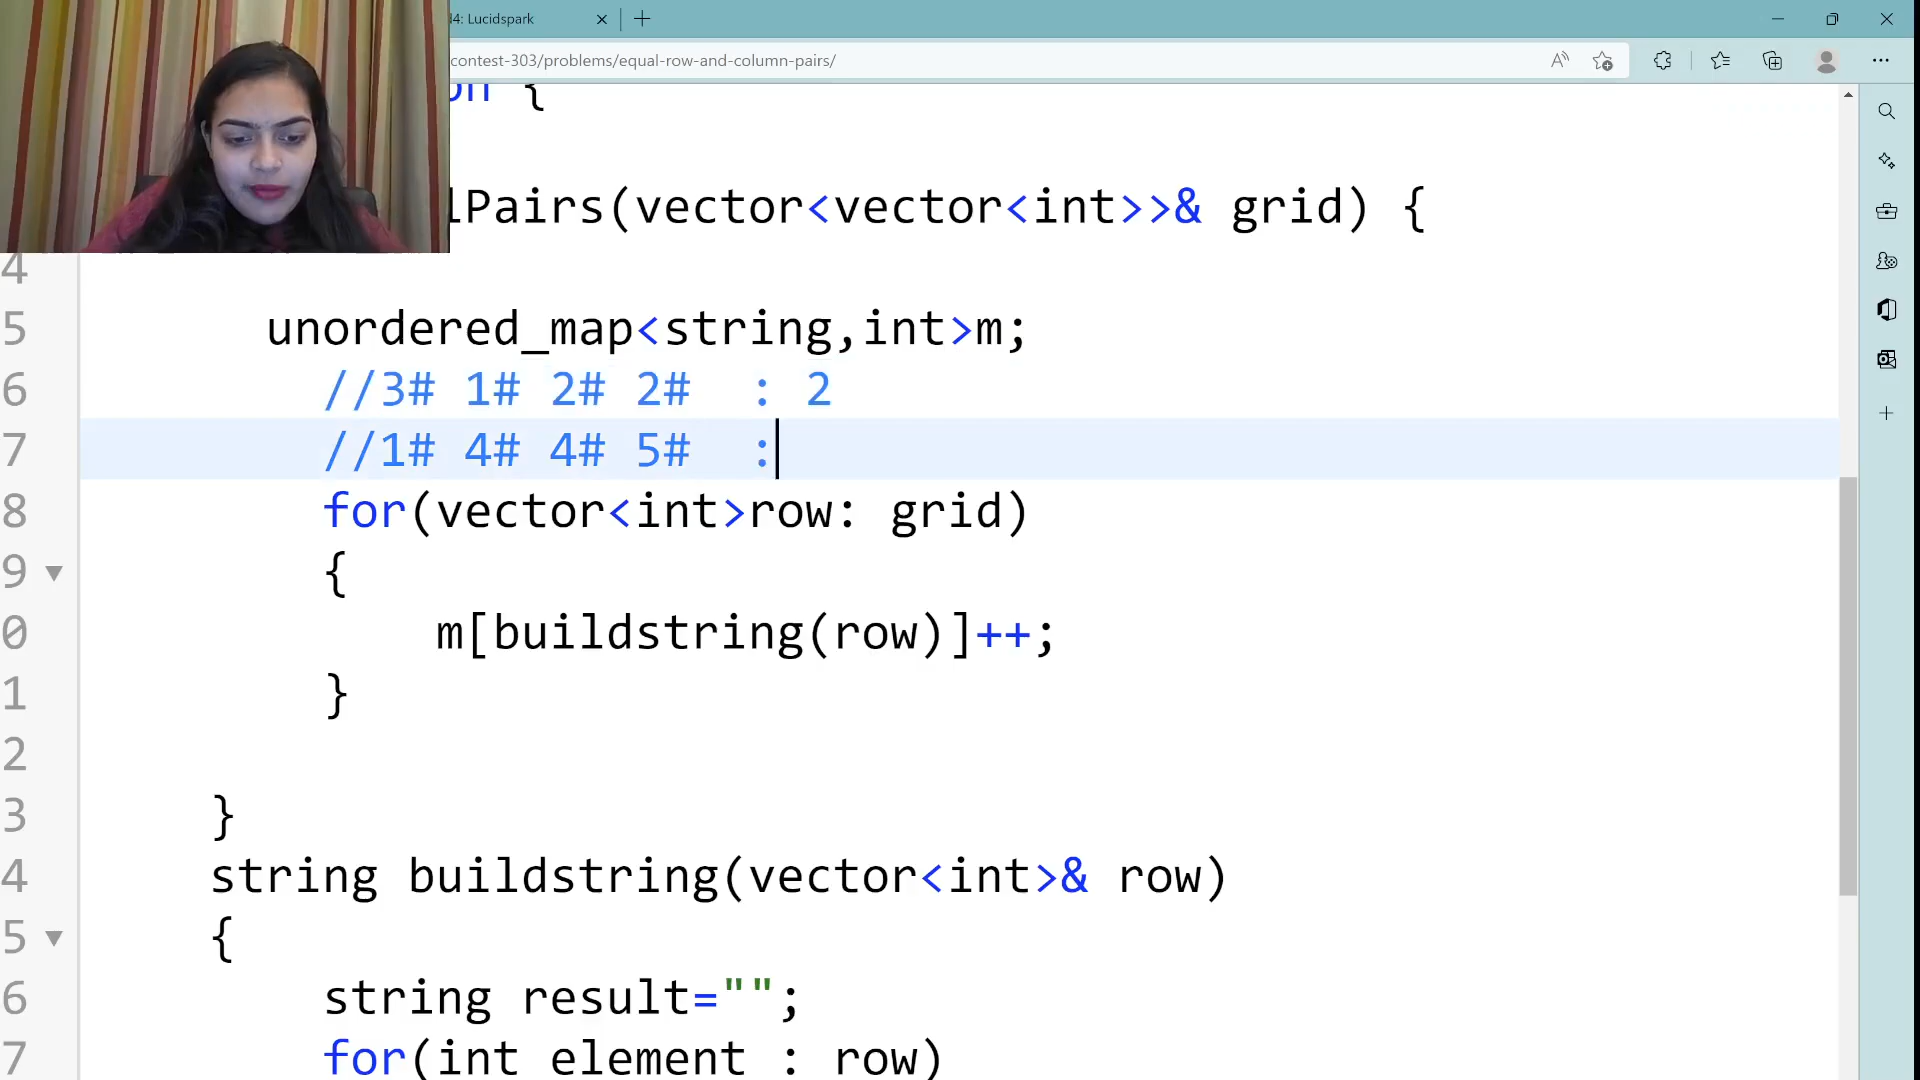 l4: Lucidspark
contest-303/problems/equal-row-and-column-pairs/
on {
lPairs(vector<vector<int>>& grid) {
4
5 unordered_map<string,int>m;
6 //3# 1# 2# 2# : 2
7 //1# 4# 4# 5# :
8 for(vector<int>row: grid)
9 {
0 m[buildstring(row)]++;
1 }
2
3 }
4 string buildstring(vector<int>& row)
5 {
6 string result="";
7 for(int element : row)